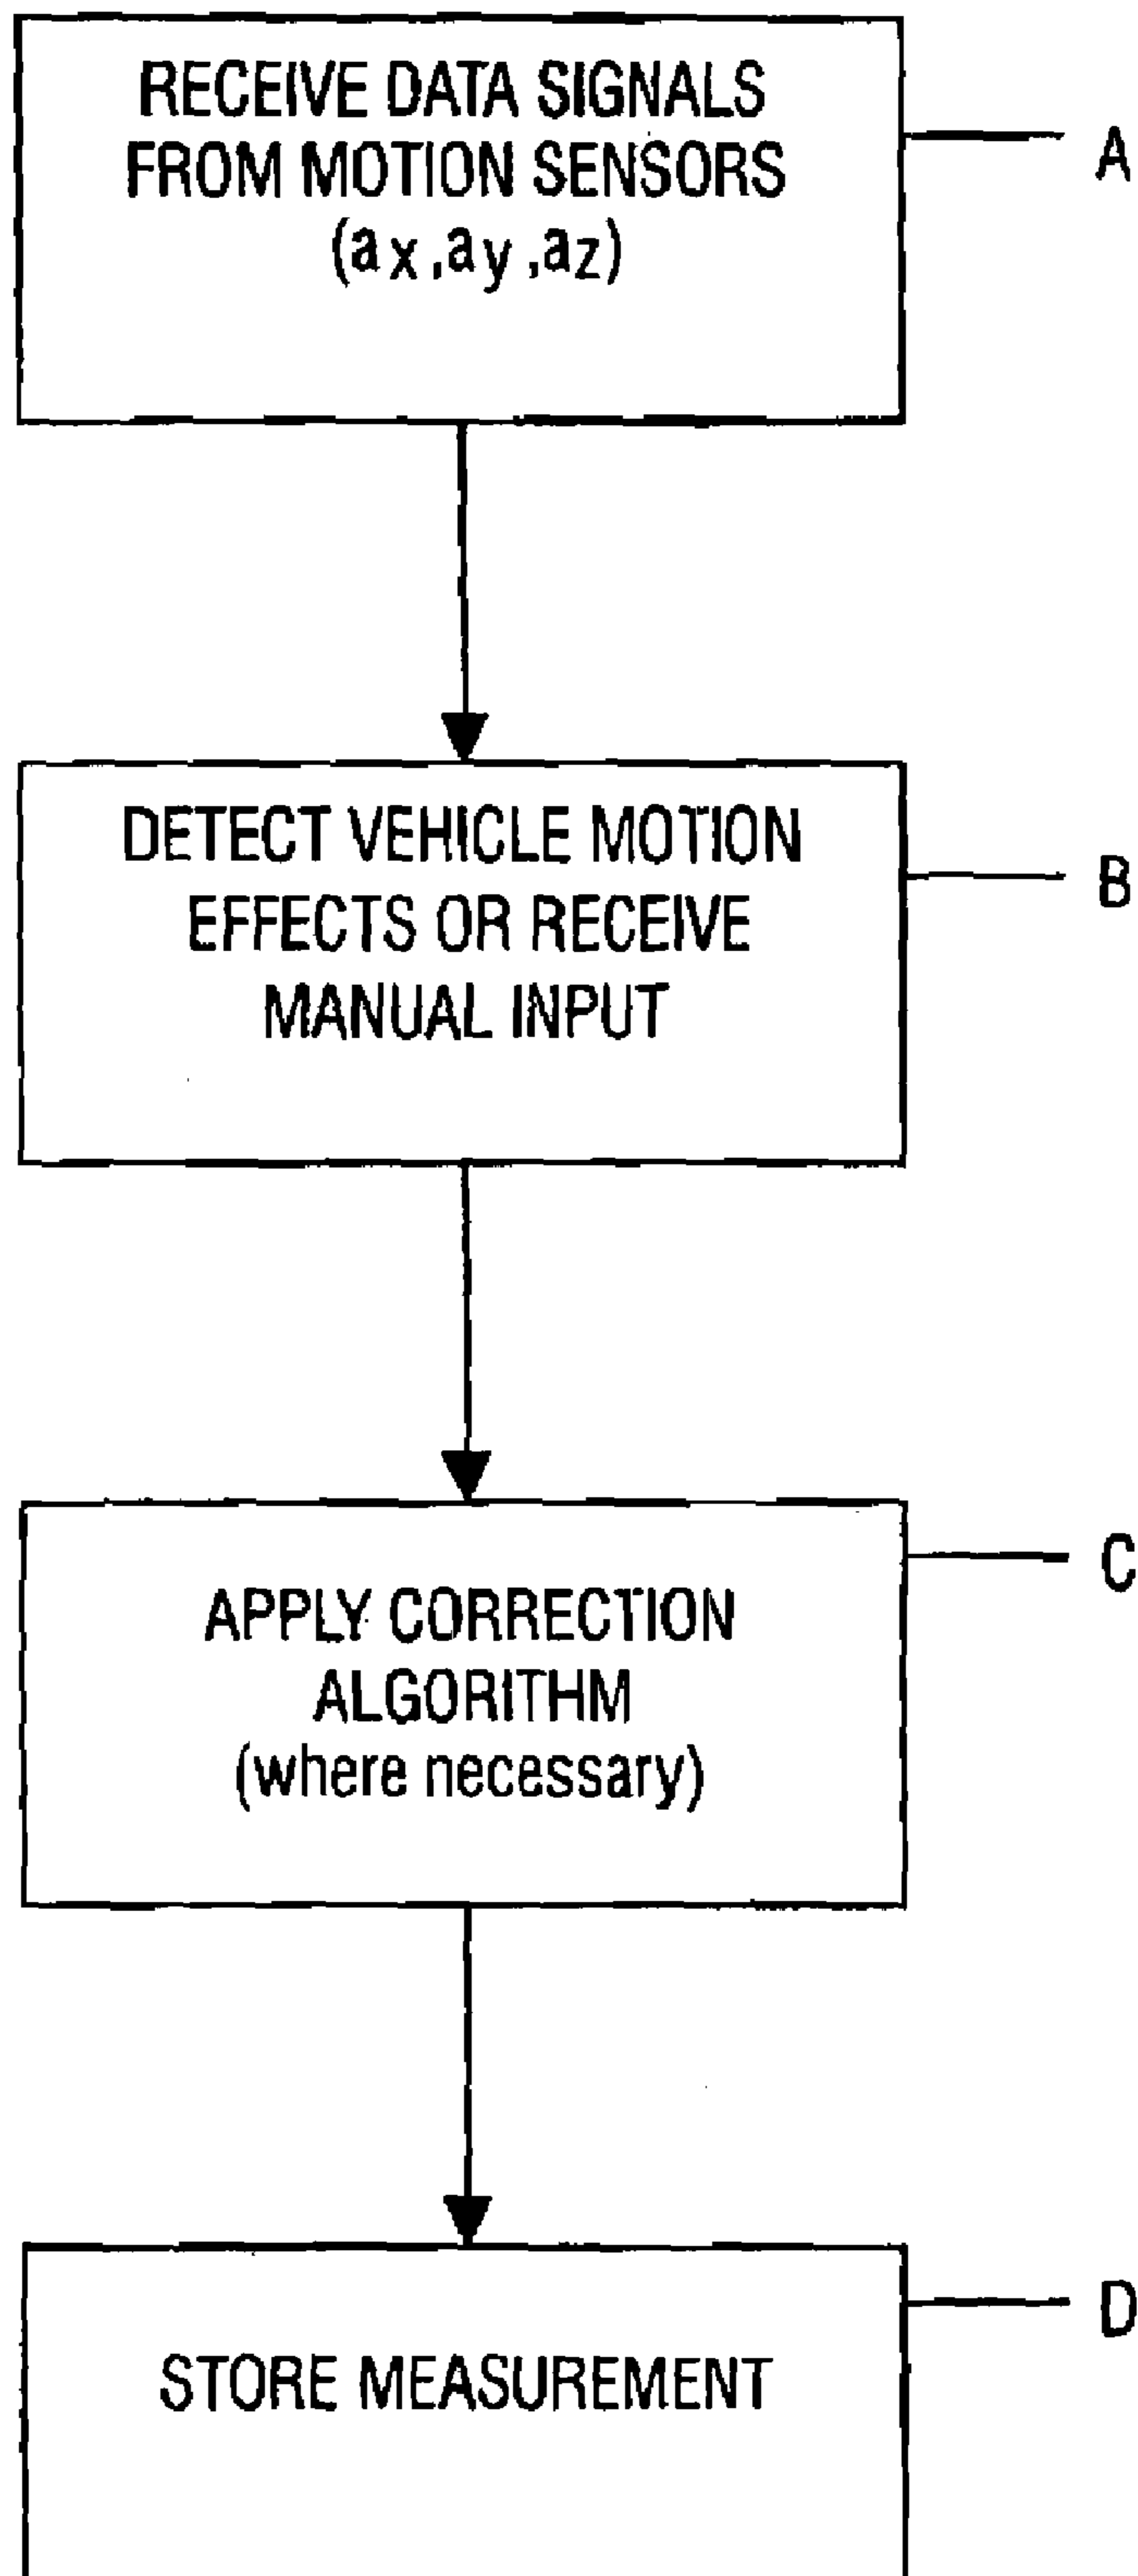 RECEIVE DATA SIGNALS
FROM MOTION SENSORS
(ax,ay,az)
A
DETECT VEHICLE MOTION
EFFECTS OR RECEIVE
MANUAL INPUT
B
APPLY CORRECTION
ALGORITHM
(where necessary)
C
STORE MEASUREMENT
D